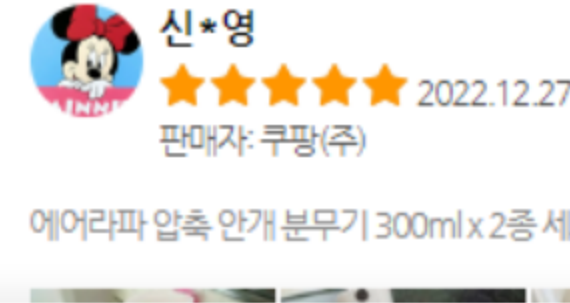 신*영
2022.12.27
판매자: 쿠팡(주)
에어라파 압축 안개 분무기 300ml x 2종 세